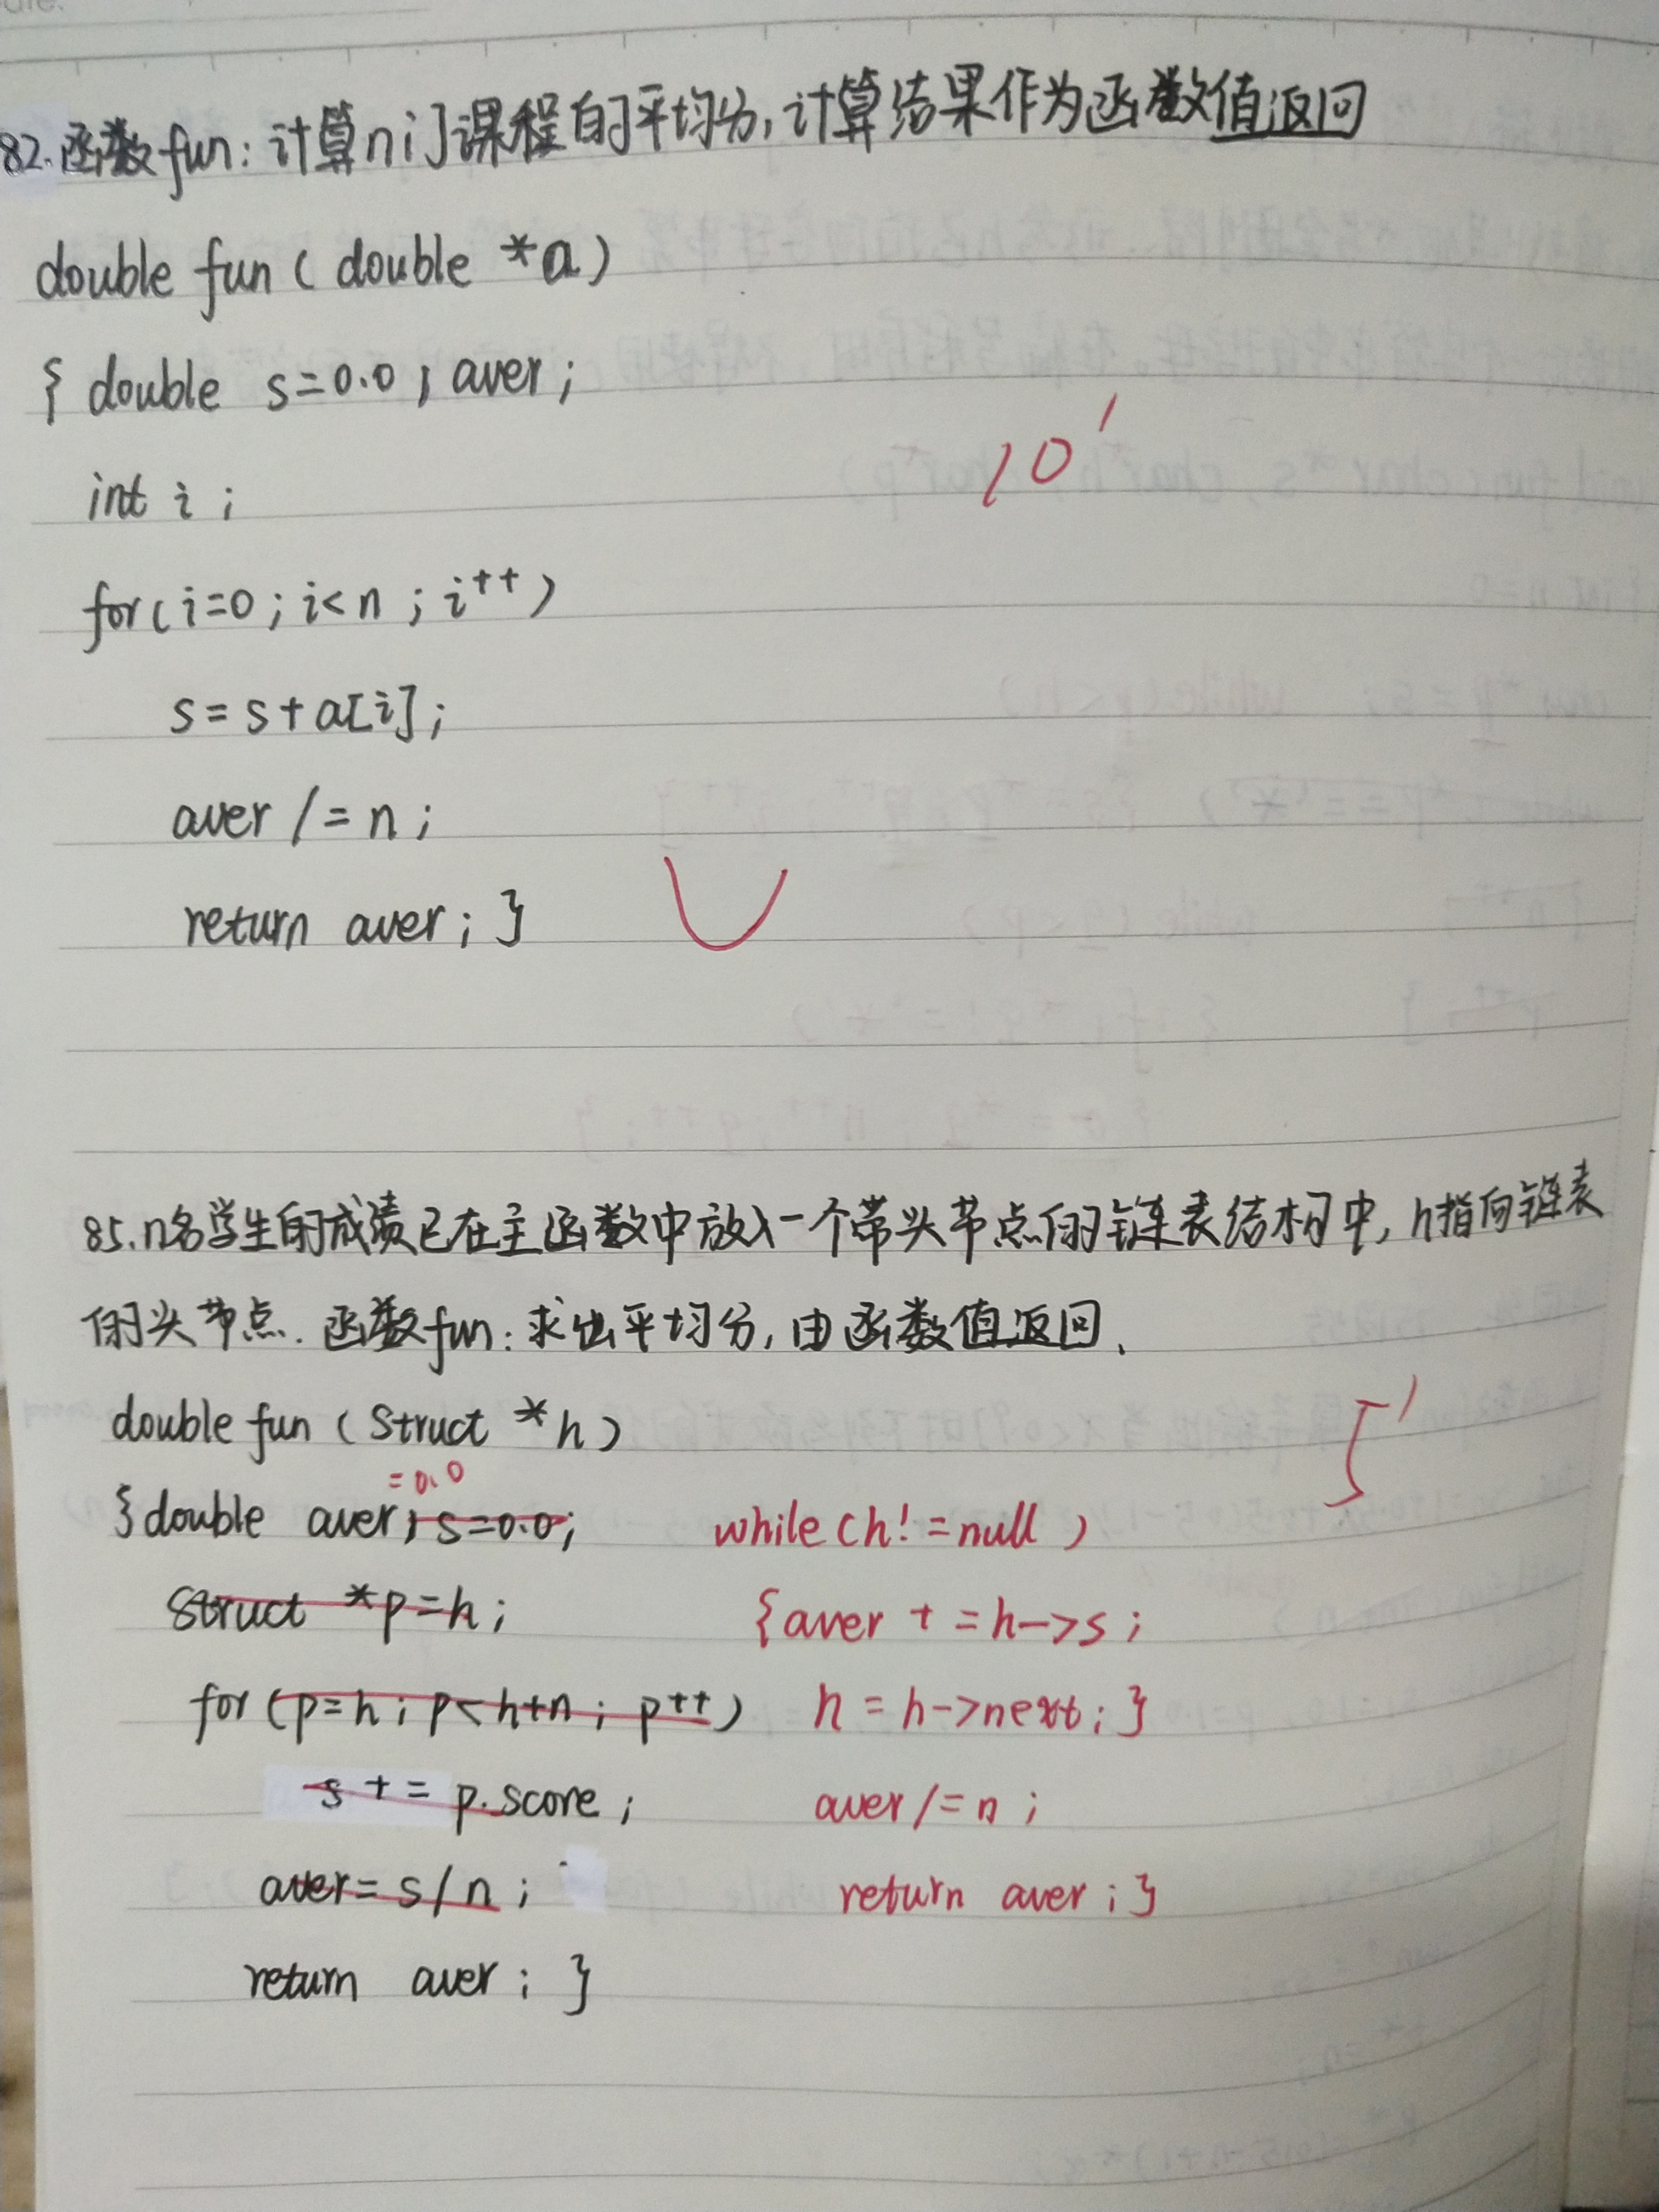 82.函数fun:计算n门课程的平均分,计算结果作为函数值返回
double fun ( double *a )
{ double s=0.0 , aver ;
10'
int i ;
for(i=0 ; i<n ; i++)
s=s+a[i];
aver /= n ;
return aver ; }
85.n名学生的成绩已在主函数中放入一个带头节点的链表结构中,h指向链表
的头节点.函数fun:求出平均分,由函数值返回.
double fun ( struct *h )
5'
=0.0
{double aver, s=0.0; while(h!=null )
struct *p=h; {aver +=h->s ;
for (p=h ; p<h+n ; p++) h = h->next ; }
s += p.score ; aver /= n ;
aver= s/n ; return aver ; }
return aver ; }